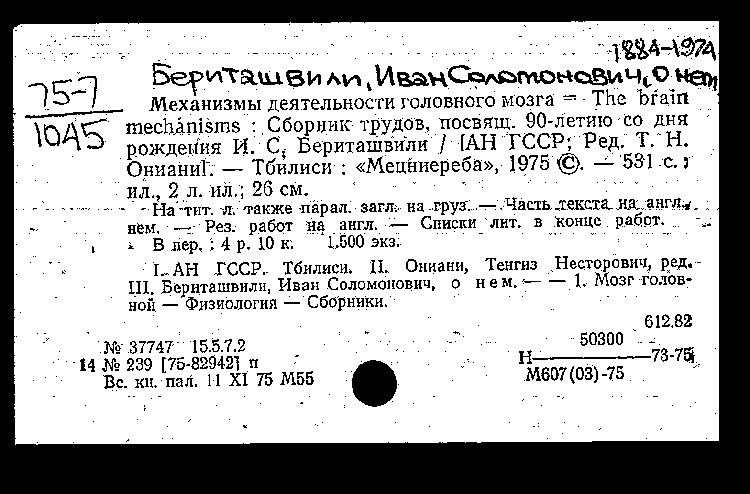 1884-1974
Бериташвили, Иван Соломонович, о нем
75-7
1045
Механизмы деятельности головного мозга = The brain
mechanisms : Сборник трудов, посвящ. 90-летию со дня
рождения И. С. Бериташвили / [АН ГССР; Ред. Т. Н.
Ониани]. — Тбилиси : «Мецниереба», 1975 ©. — 531 с. :
ил., 2 л. ил.; 26 см.
На тит. л. также парал. загл. на груз. — Часть текста на англ.,
нем. — Рез. работ на англ. — Списки лит. в конце работ.
В пер. : 4 р. 10 к. 1.500 экз.
I. АН ГССР. Тбилиси. II. Ониани, Тенгиз Несторович, ред.
III. Бериташвили, Иван Соломонович, о нем. — — 1. Мозг голов-
ной — Физиология — Сборники.
612.82
№ 37747 15.5.7.2
14 № 239 [75-82942] п
Вс. кн. пал. 11 XI 75 М55
50300
Н————73-75
М607(03)-75